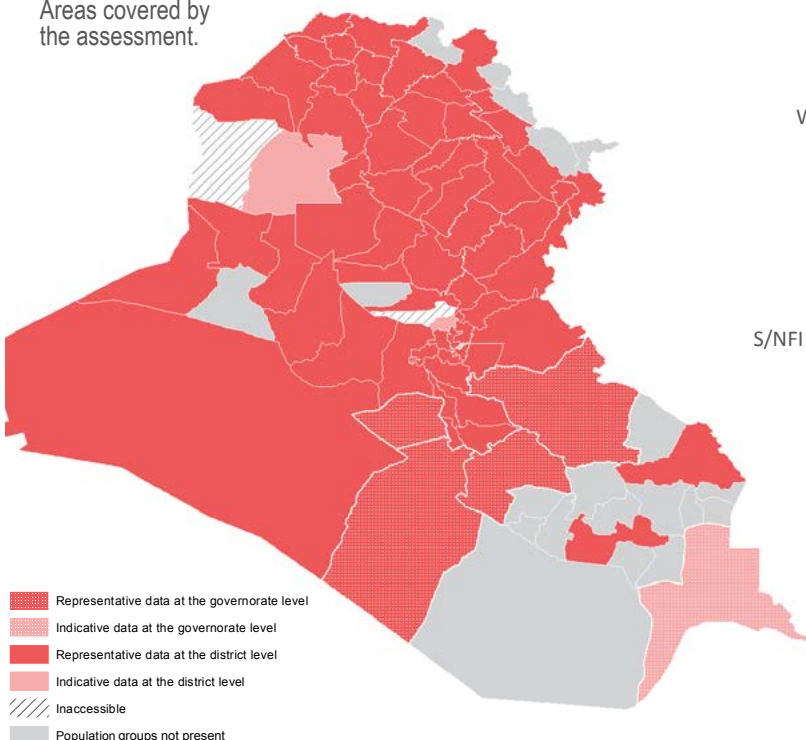 Areas covered by
the assessment.
W
S/NFI
Representative data at the governorate level
Indicative data at the governorate level
Representative data at the district level
Indicative data at the district level
Inaccessible
Population groups not present